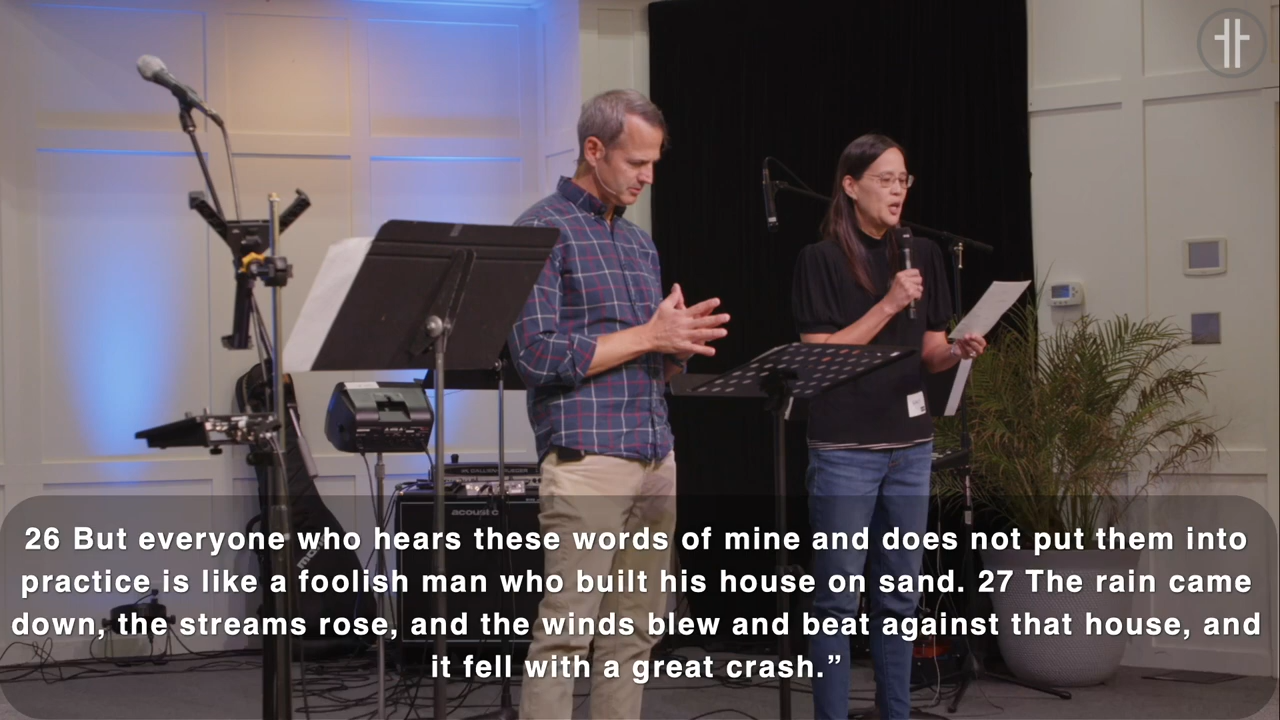 acoustic
26 But everyone who hears these words of mine and does not put them into
practice is like a foolish man who built his house on sand. 27 The rain came
down, the streams rose, and the winds blew and beat against that house, and
it fell with a great crash.”